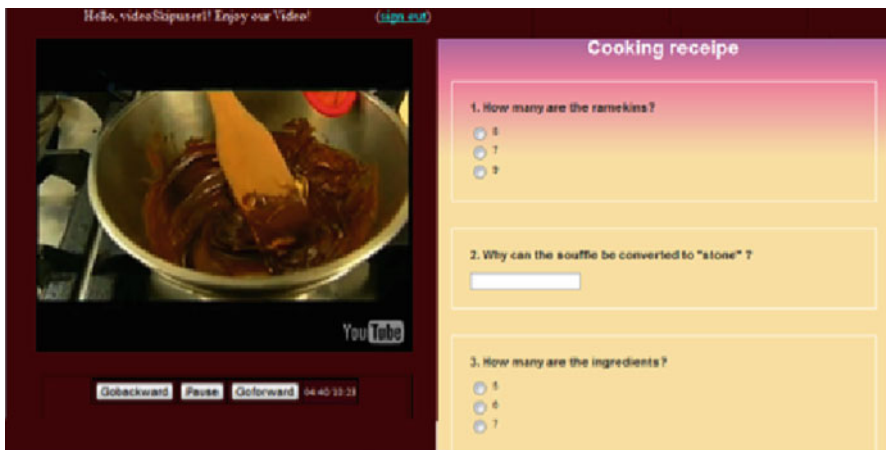 Hello, videoSkipuser1! Enjoy our Video! (sign out)
YouTube
Gobackward Pause Goforward
Cooking receipe
1. How many are the ramekins?
7
2. Why can the souffle be converted to "stone" ?
3. How many are the ingredients?
5
6
7